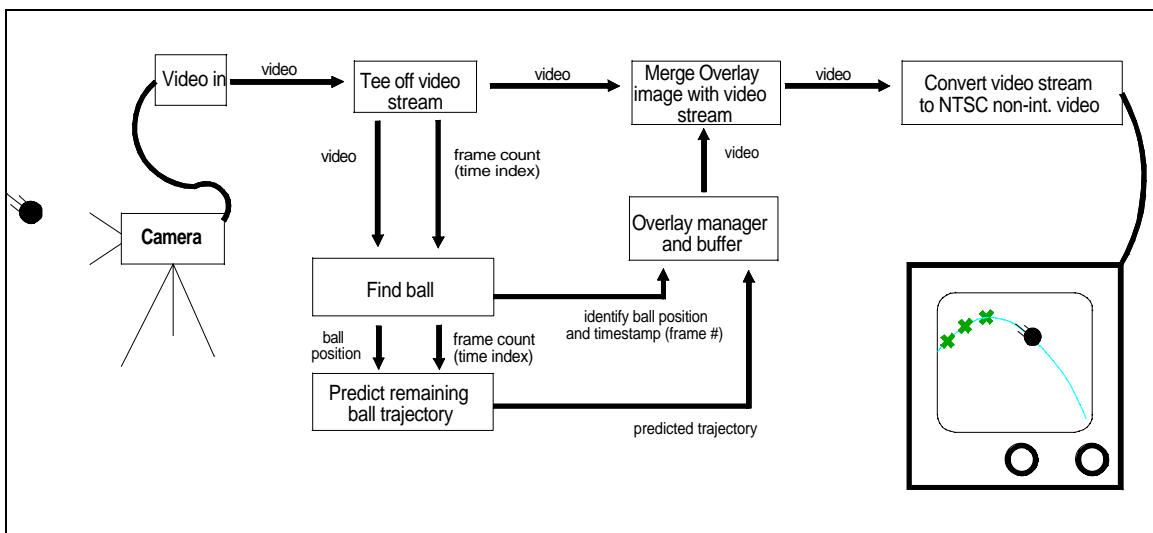 Video in
video
Tee off video
stream
video
Merge Overlay
image with video
stream
video
Convert video stream
to NTSC non-int. video
video
frame count
(time index)
video
Camera
Overlay manager
and buffer
Find ball
identify ball position
and timestamp (frame #)
ball
position
frame count
(time index)
Predict remaining
ball trajectory
predicted trajectory